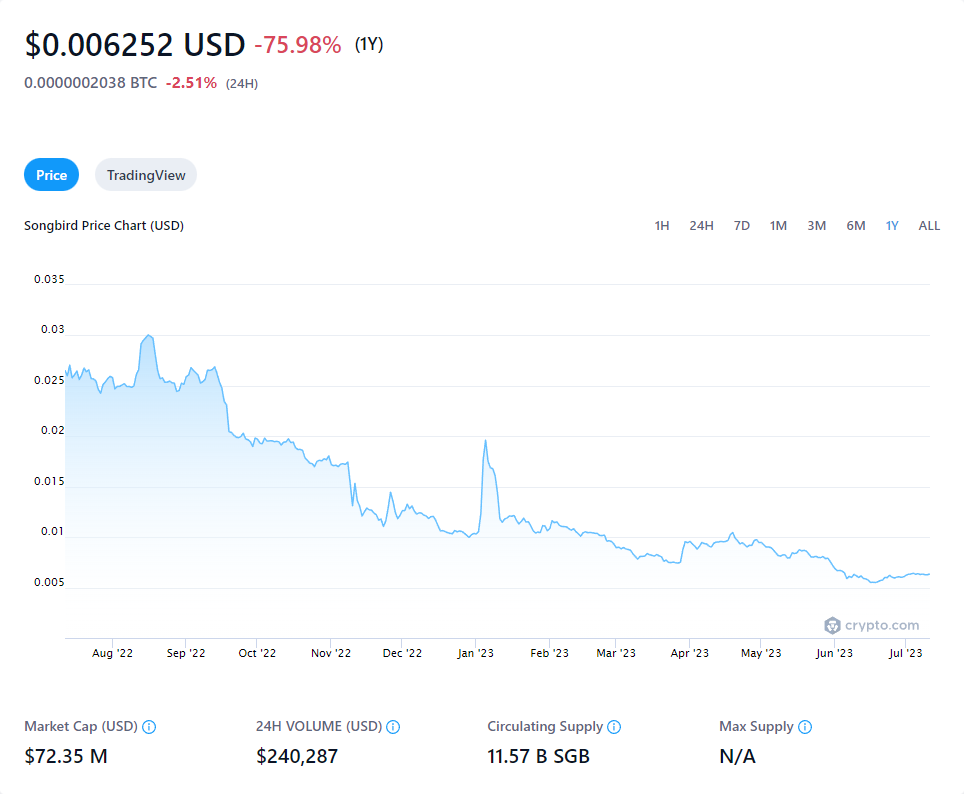 $0.006252 USD -75.98% (1Y)
0.0000002038 BTC -2.51% (24H)
Price TradingView
Songbird Price Chart (USD) 1H 24H 7D 1M 3M 6M 1Y ALL
0.035
0.03
0.025
0.02
0.015
0.01
0.005
crypto.com
Aug '22 Sep '22 Oct '22 Nov '22 Dec '22 Jan '23 Feb '23 Mar '23 Apr '23 May '23 Jun '23 Jul '23
Market Cap (USD) 24H VOLUME (USD) Circulating Supply Max Supply
$72.35 M $240,287 11.57 B SGB N/A